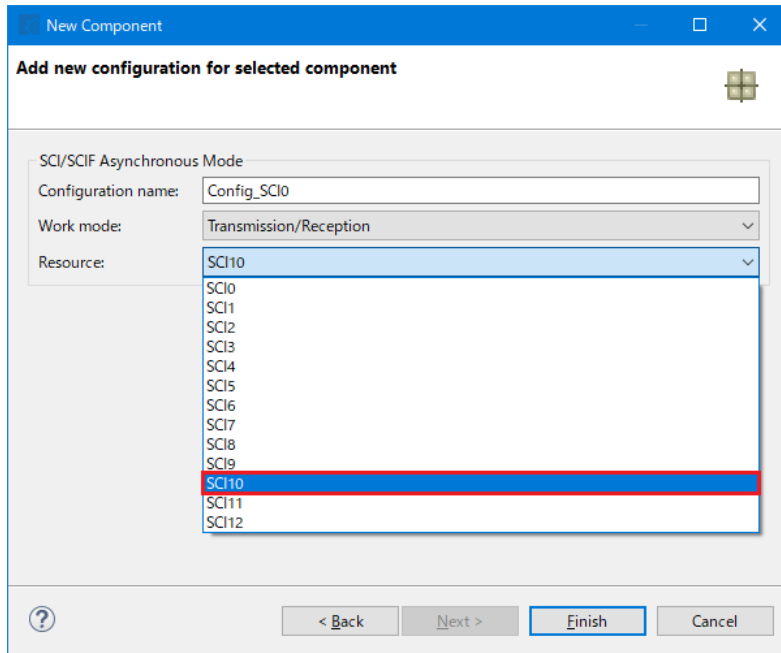 New Component
Add new configuration for selected component
SCI/SCIF Asynchronous Mode
Configuration name: Config_SCI0
Work mode: Transmission/Reception
Resource: SCI10
SCI0
SCI1
SCI2
SCI3
SCI4
SCI5
SCI6
SCI7
SCI8
SCI9
SCI10
SCI11
SCI12
? < Back Next > Finish Cancel